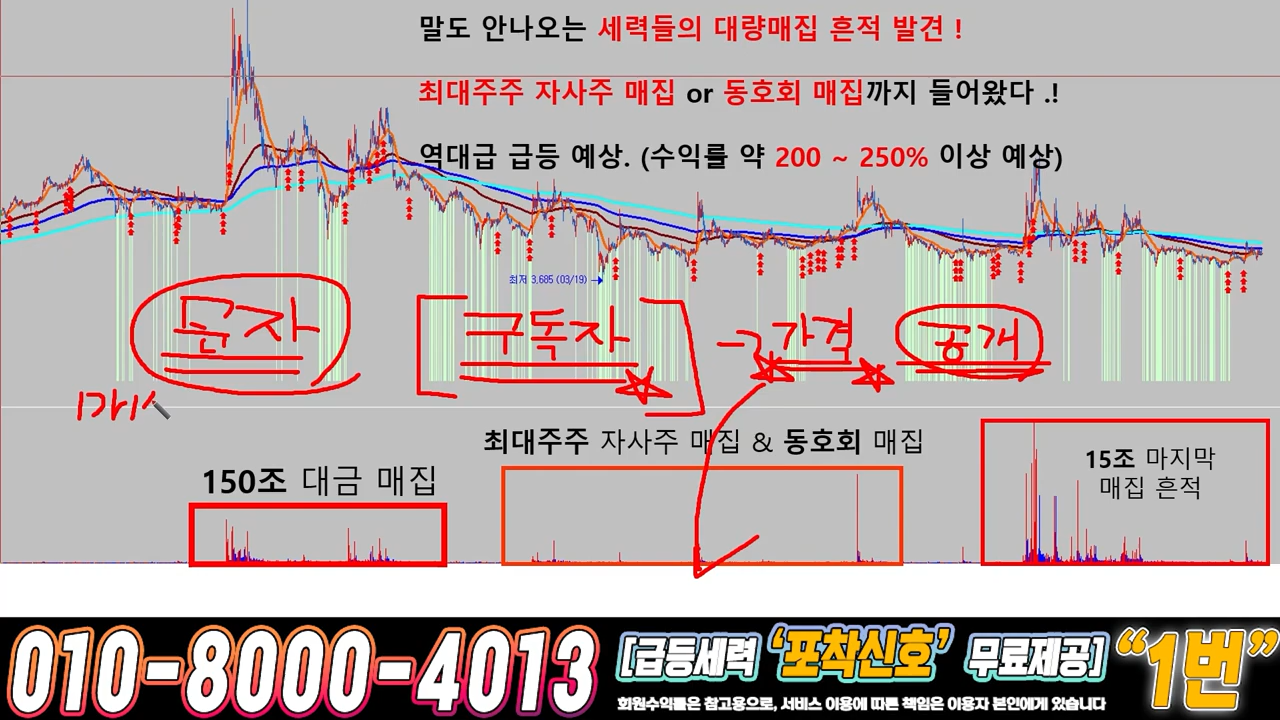 말도 안나오는 세력들의 대량매집 흔적 발견 !
최대주주 자사주 매집 or 동호회 매집까지 들어왔다 .!
역대급 급등 예상. (수익률 약 200 ~ 250% 이상 예상)
최저 3,685 (03/19)
문자 구독자 가격 공개
최대주주 자사주 매집 & 동호회 매집
150조 대금 매집
15조 마지막
매집 흔적
010-8000-4013 [급등세력 '포착신호' 무료제공] "1번"
회원수익률은 참고용으로, 서비스 이용에 따른 책임은 이용자 본인에게 있습니다